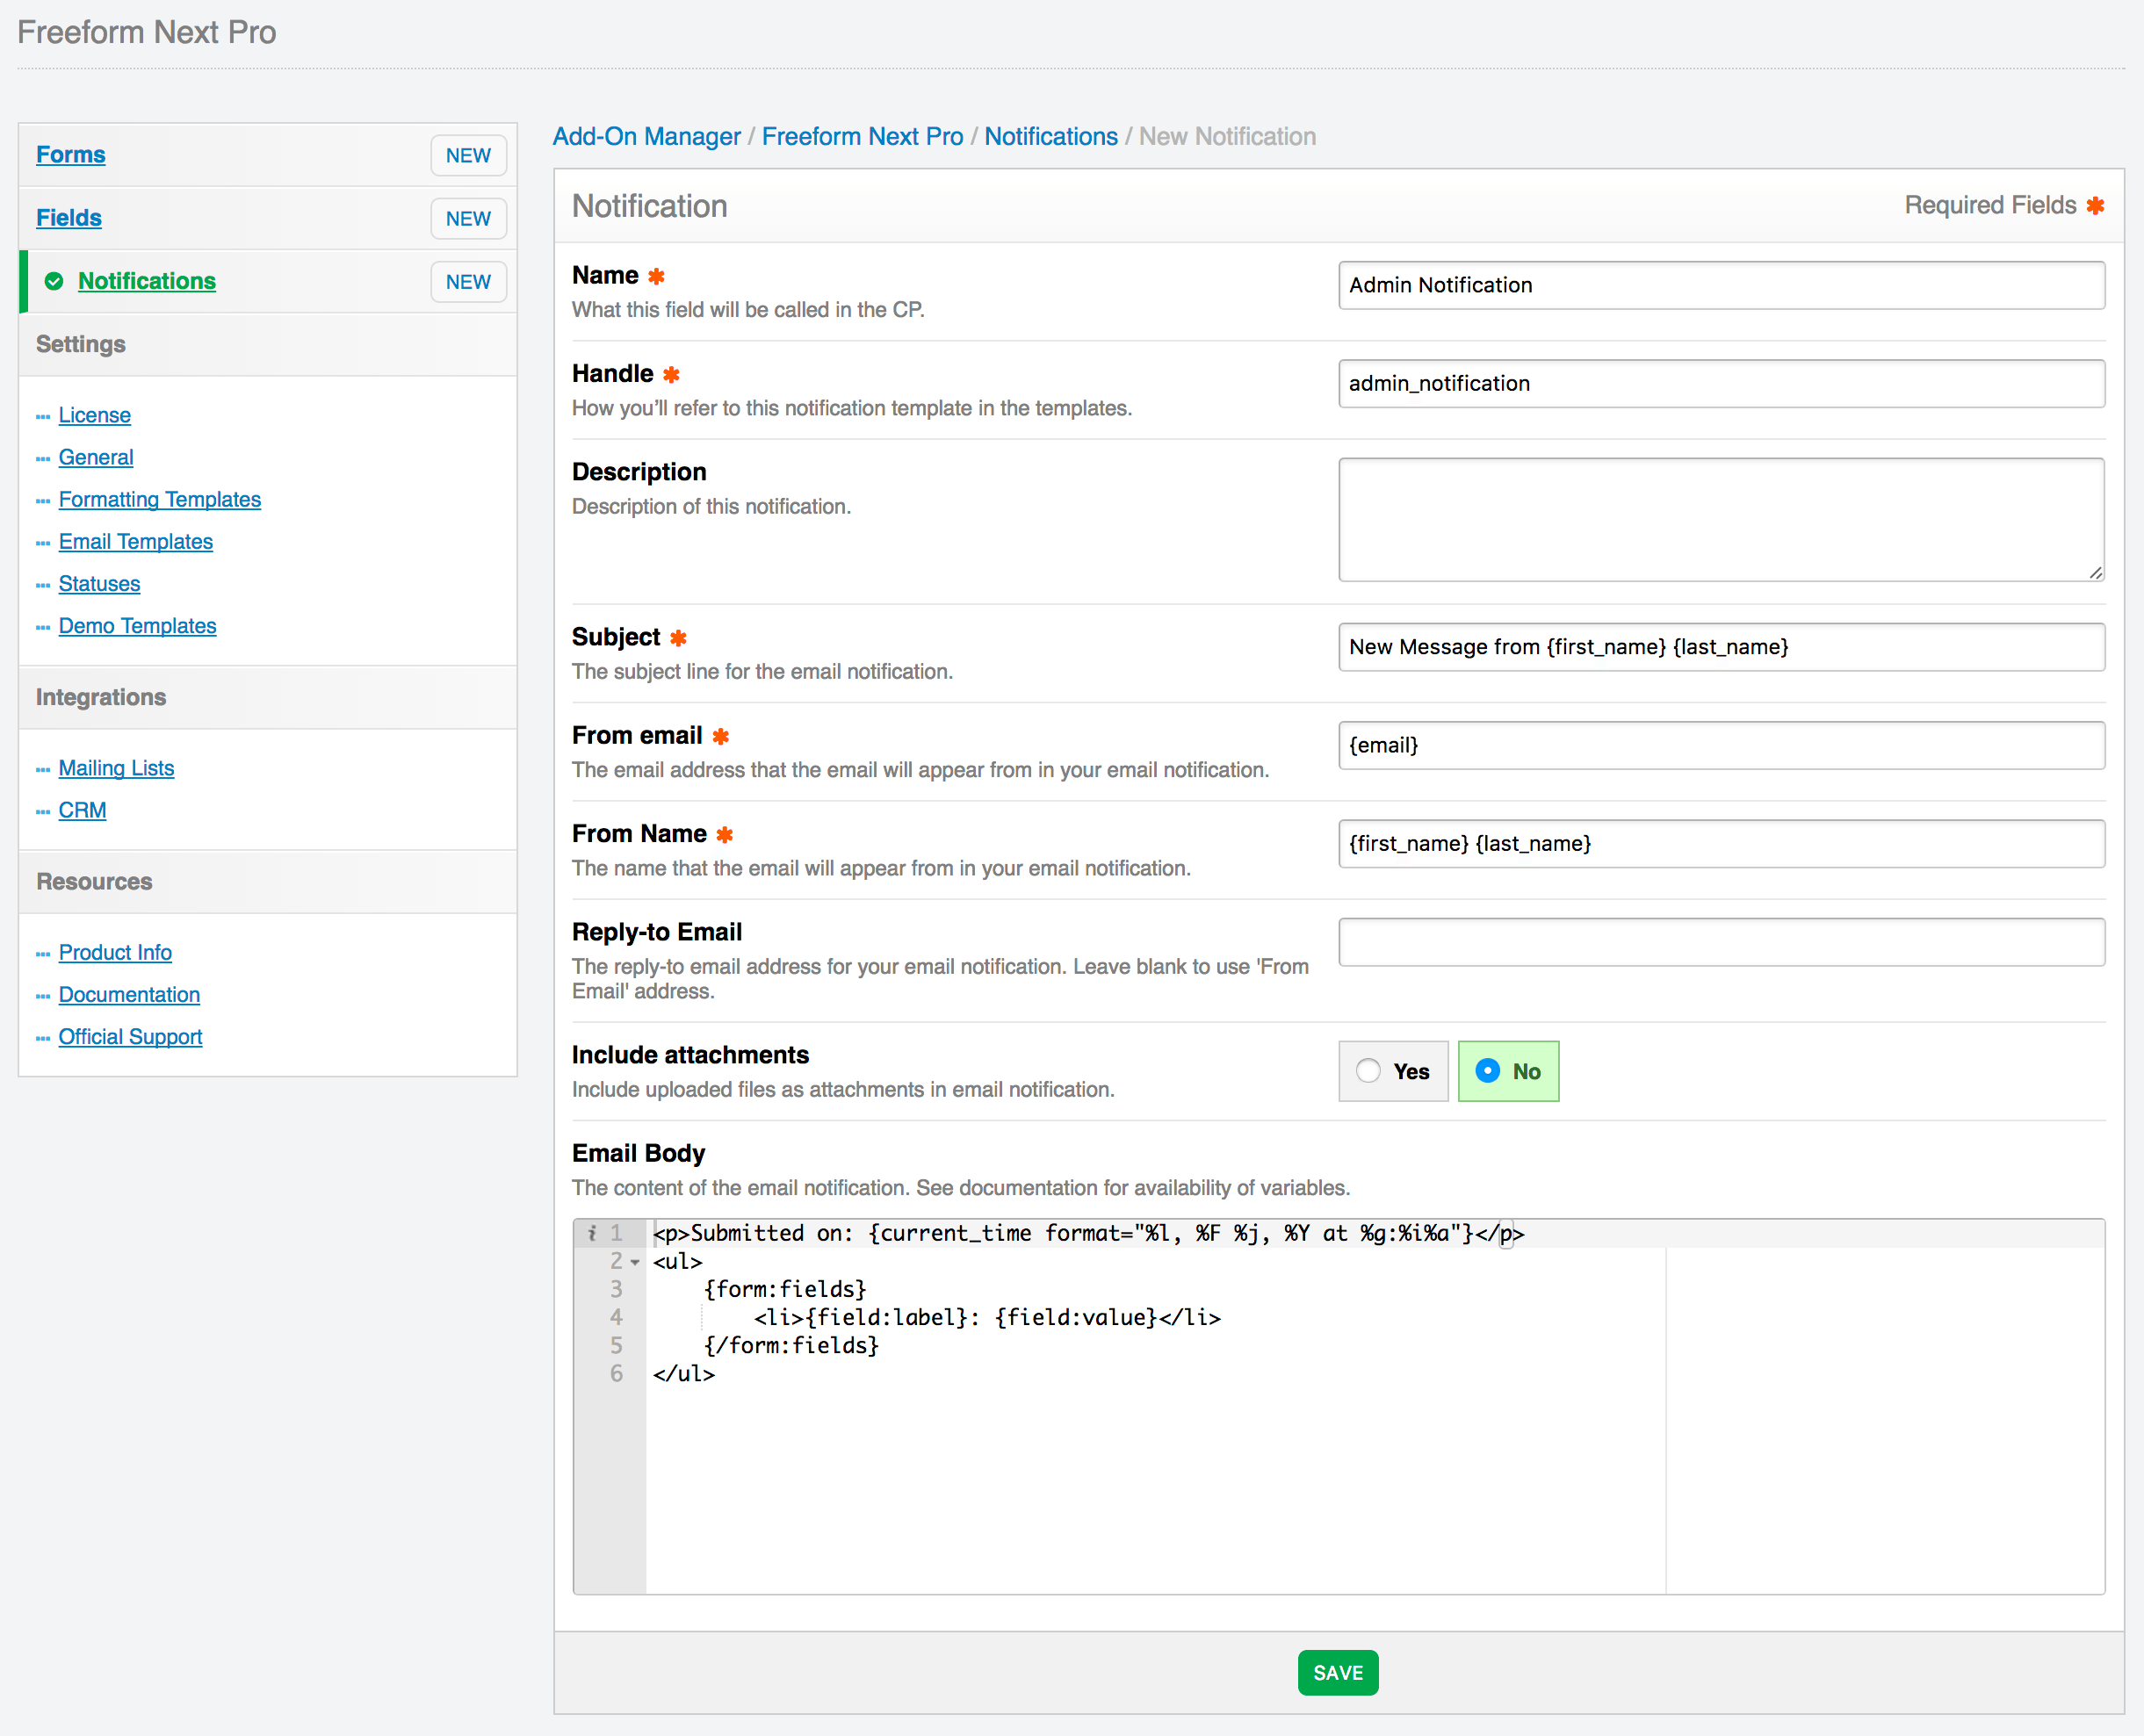 Freeform Next Pro
Forms NEW
Fields NEW
Notifications NEW
Settings
License
General
Formatting Templates
Email Templates
Statuses
Demo Templates
Integrations
Mailing Lists
CRM
Resources
Product Info
Documentation
Official Support
Add-On Manager / Freeform Next Pro / Notifications / New Notification
Notification Required Fields ✱
Name ✱
What this field will be called in the CP.
Admin Notification
Handle ✱
How you’ll refer to this notification template in the templates.
admin_notification
Description
Description of this notification.
Subject ✱
The subject line for the email notification.
New Message from {first_name} {last_name}
From email ✱
The email address that the email will appear from in your email notification.
{email}
From Name ✱
The name that the email will appear from in your email notification.
{first_name} {last_name}
Reply-to Email
The reply-to email address for your email notification. Leave blank to use 'From
Email' address.
Include attachments
Include uploaded files as attachments in email notification.
Yes No
Email Body
The content of the email notification. See documentation for availability of variables.
i 1 <p>Submitted on: {current_time format="%l, %F %j, %Y at %g:%i%a"}</p>
2 <ul>
3 {form:fields}
4 <li>{field:label}: {field:value}</li>
5 {/form:fields}
6 </ul>
SAVE